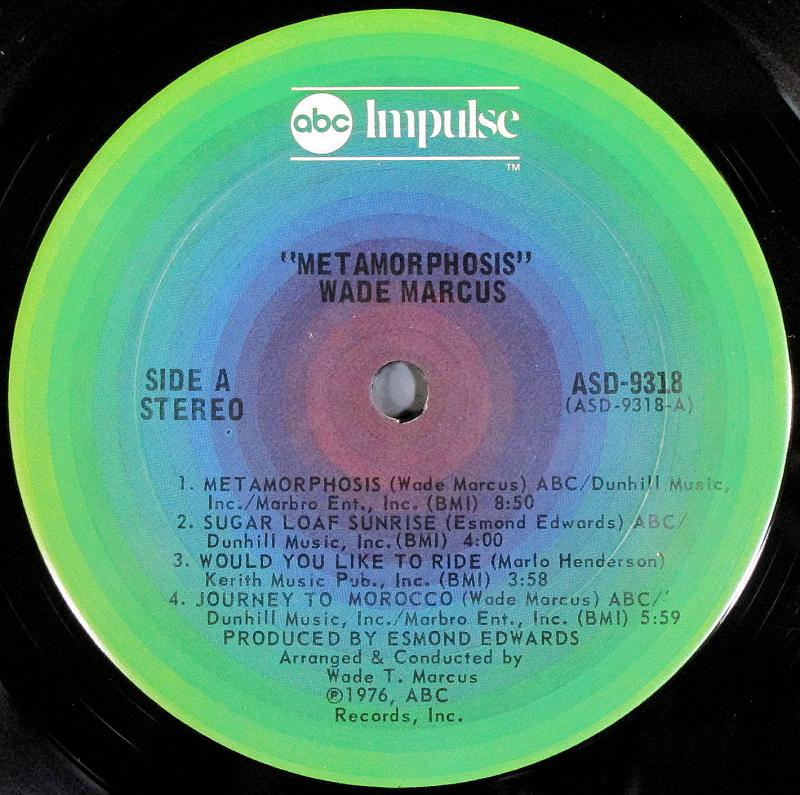 abc Impulse
TM
"METAMORPHOSIS"
WADE MARCUS
SIDE A
STEREO
ASD-9318
(ASD-9318-A)
1. METAMORPHOSIS (Wade Marcus) ABC/Dunhill Music,
Inc./Marbro Ent., Inc. (BMI) 8:50
2. SUGAR LOAF SUNRISE (Esmond Edwards) ABC/
Dunhill Music, Inc. (BMI) 4:00
3. WOULD YOU LIKE TO RIDE (Marlo Henderson)
Kerith Music Pub., Inc. (BMI) 3:58
4. JOURNEY TO MOROCCO (Wade Marcus) ABC/
Dunhill Music, Inc./Marbro Ent., Inc. (BMI) 5:59
PRODUCED BY ESMOND EDWARDS
Arranged & Conducted by
Wade T. Marcus
℗1976, ABC
Records, Inc.